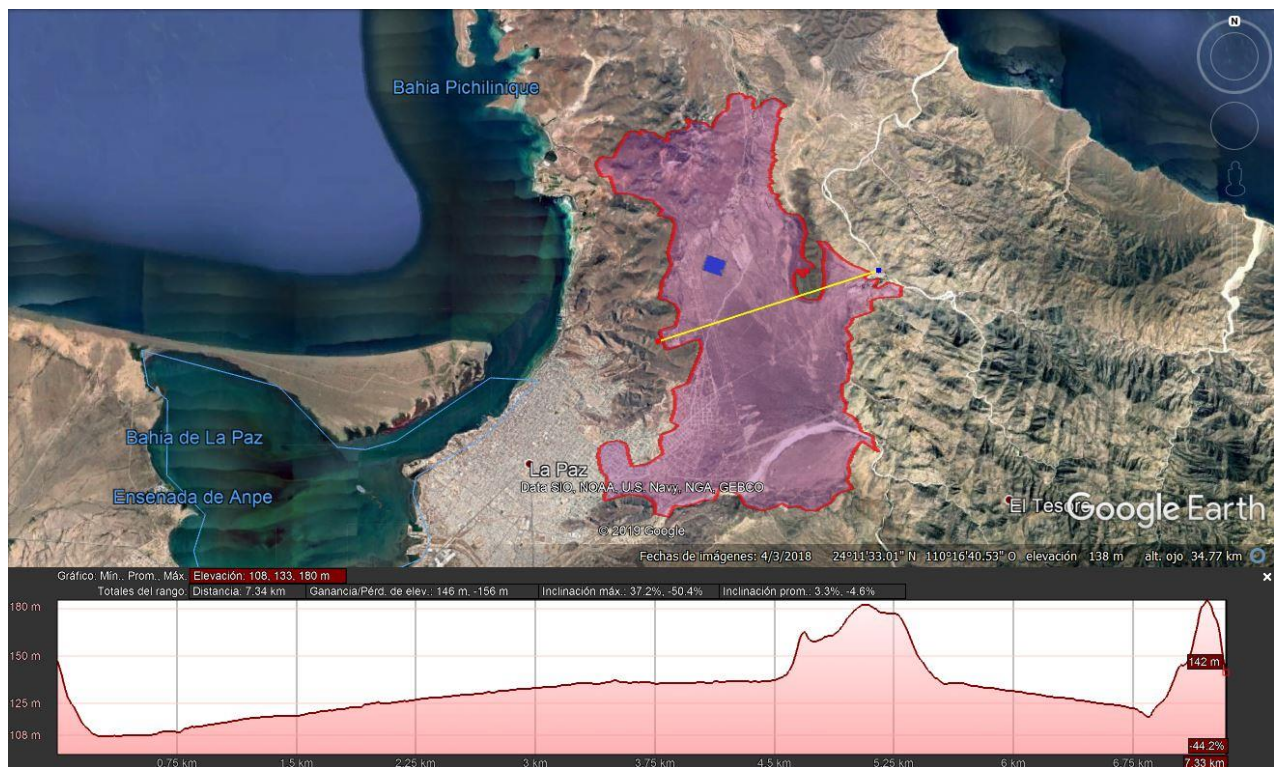 N
Bahia Pichilinique
Bahia de La Paz
Ensenada de Anpe
La Paz
Data SIO, NOAA, U.S. Navy, NGA, GEBCO
El Tesoro
Google Earth
© 2019 Google
Fechas de imágenes: 4/3/2018 24°11'33.01" N 110°16'40.53" O elevación 138 m alt. ojo 34.77 km
Gráfico: Mín., Prom., Máx. Elevación: 108, 133, 180 m
Totales del rango: Distancia: 7.34 km Ganancia/Pérd. de elev.: 146 m, -156 m Inclinación máx.: 37.2%, -50.4% Inclinación prom.: 3.3%, -4.6%
180 m
150 m
142 m
125 m
108 m
-44.2%
0.75 km 1.5 km 2.25 km 3 km 3.75 km 4.5 km 5.25 km 6 km 6.75 km 7.33 km